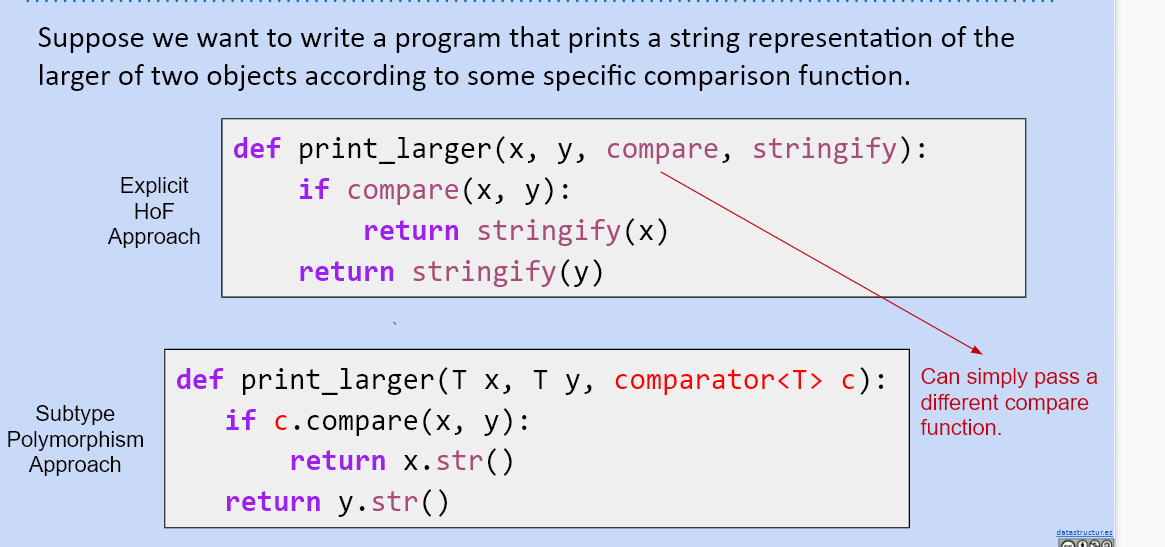 Suppose we want to write a program that prints a string representation of the
larger of two objects according to some specific comparison function.
Explicit
HoF
Approach
def print_larger(x, y, compare, stringify):
    if compare(x, y):
        return stringify(x)
    return stringify(y)
`
Subtype
Polymorphism
Approach
def print_larger(T x, T y, comparator<T> c):
   if c.compare(x, y):
       return x.str()
   return y.str()
Can simply pass a
different compare
function.
datastructur.es